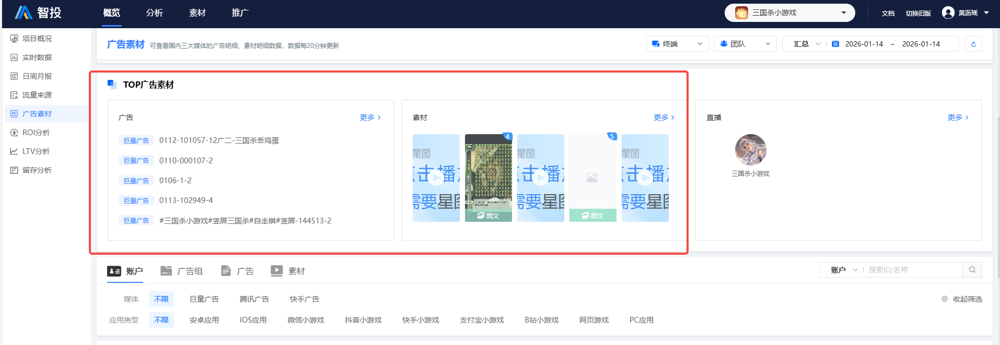 智投
概览 分析 素材 推广
三国杀小游戏
文档 切换旧版 黄沥瑶
项目概况
实时数据
日周月报
流量来源
广告素材
ROI分析
LTV分析
留存分析
广告素材 可查看国内三大媒体的广告明细、素材明细数据，数据每20分钟更新
终端 团队 汇总 2026-01-14 ~ 2026-01-14
TOP广告素材
广告 更多
巨量广告 0112-101057-12广二-三国杀丢鸡蛋
巨量广告 0110-000107-2
巨量广告 0106-1-2
巨量广告 0113-102949-4
巨量广告 #三国杀小游戏#竖屏三国杀#自走棋#竖屏-144513-2
素材 更多
4 5
星图 星图 星图
点击播放 点击播放 点击播放
需要星图 需要星图 需要星图
图文 图文
直播 更多
三国杀小游戏
账户 广告组 广告 素材
账户 搜索ID/名称
媒体 不限 巨量广告 腾讯广告 快手广告
收起筛选
应用类型 不限 安卓应用 iOS应用 微信小游戏 抖音小游戏 快手小游戏 支付宝小游戏 B站小游戏 网页游戏 PC应用